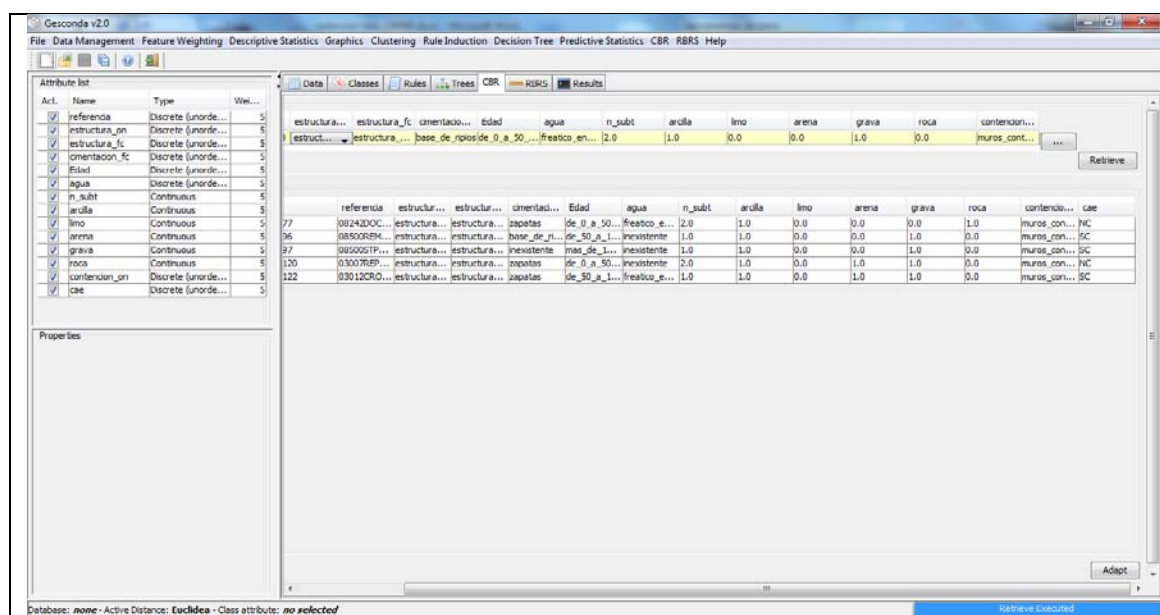 Gesconda v2.0
File Data Management Feature Weighting Descriptive Statistics Graphics Clustering Rule Induction Decision Tree Predictive Statistics CBR RBRS Help
Attribute list
Act. Name Type Wei...
referencia Discrete (unorde... 5
estructura_on Discrete (unorde... 5
estructura_fc Discrete (unorde... 5
cimentacion_fc Discrete (unorde... 5
Edad Discrete (unorde... 5
agua Discrete (unorde... 5
n_subt Continuous 5
arcilla Continuous 5
limo Continuous 5
arena Continuous 5
grava Continuous 5
roca Continuous 5
contencion_on Discrete (unorde... 5
cae Discrete (unorde... 5
Properties
Data Classes Rules Trees CBR RBRS Results
estructura... estructura_fc cimentacio... Edad agua n_subt arcilla limo arena grava roca contencion...
estruct... estructura_... base_de_ripios de_0_a_50_... freatico_en... 2.0 1.0 0.0 0.0 1.0 0.0 muros_cont... ...
Retrieve
referencia estructur... estructur... cimentaci... Edad agua n_subt arcilla limo arena grava roca contencio... cae
77 08242DOC... estructura... estructura... zapatas de_0_a_50... freatico_e... 2.0 1.0 0.0 0.0 0.0 1.0 muros_con... NC
96 08500REM... estructura... estructura... base_de_ri... de_50_a_1... inexistente 1.0 1.0 0.0 0.0 1.0 0.0 muros_con... SC
97 08500STP... estructura... estructura... inexistente mas_de_1... inexistente 1.0 1.0 0.0 0.0 1.0 0.0 muros_con... SC
120 03007REP... estructura... estructura... zapatas de_0_a_50... inexistente 2.0 1.0 0.0 1.0 1.0 0.0 muros_con... NC
122 03012CRO... estructura... estructura... zapatas de_50_a_1... freatico_e... 1.0 1.0 0.0 1.0 1.0 0.0 muros_con... SC
Adapt
Database: none - Active Distance: Euclidea - Class attribute: no selected
Retrieve Executed